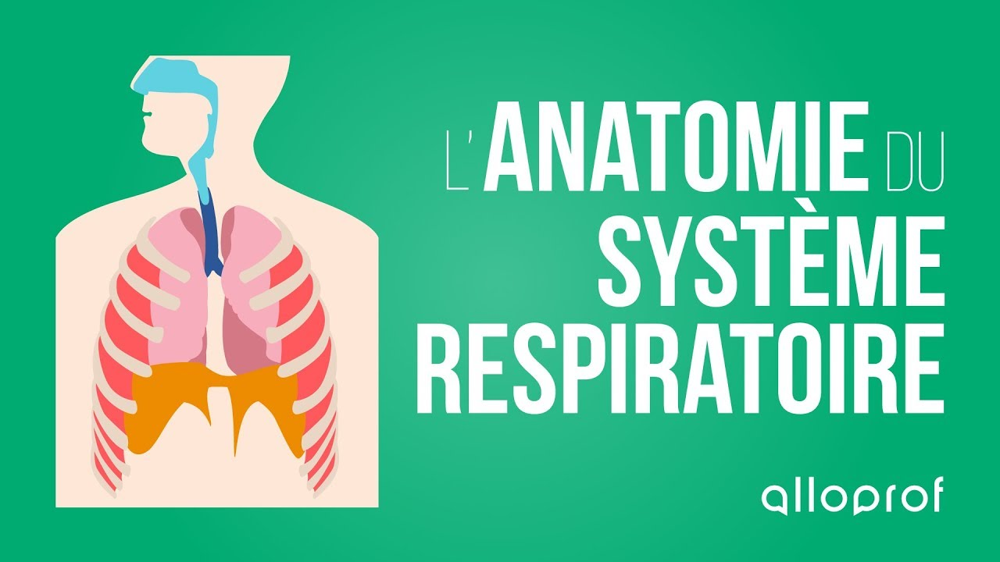 L'ANATOMIE DU
SYSTÈME
RESPIRATOIRE
alloprof